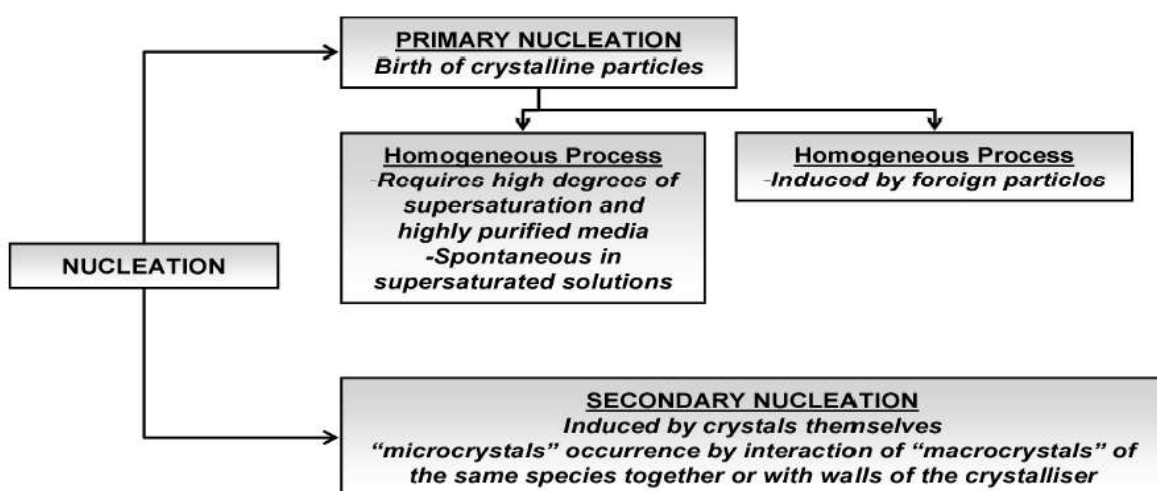 PRIMARY NUCLEATION
Birth of crystalline particles
Homogeneous Process
-Requires high degrees of
supersaturation and
highly purified media
-Spontaneous in
supersaturated solutions
Homogeneous Process
-Induced by foreign particles
NUCLEATION
SECONDARY NUCLEATION
Induced by crystals themselves
“microcrystals” occurrence by interaction of “macrocrystals” of
the same species together or with walls of the crystalliser